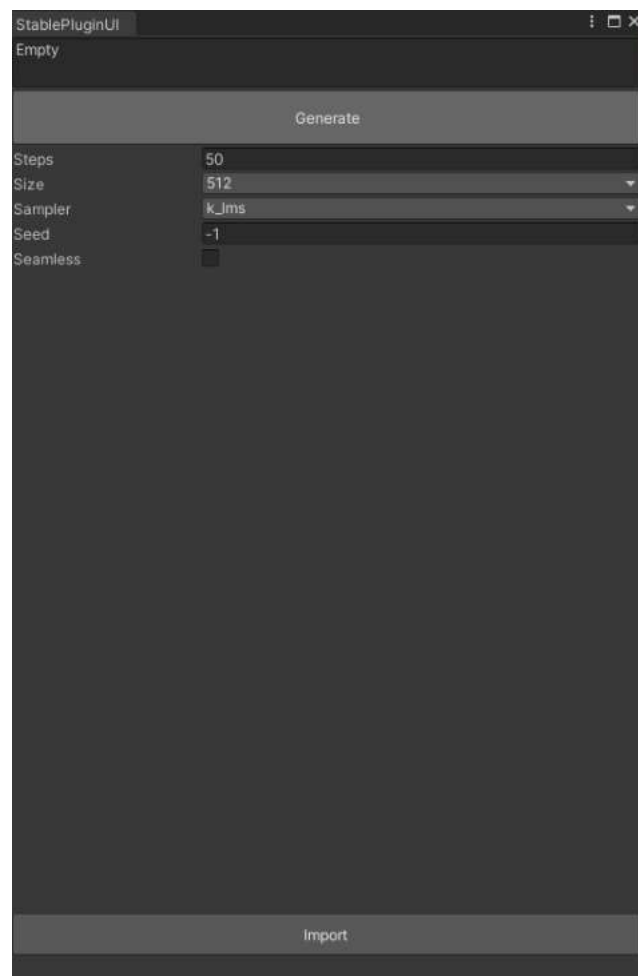 StablePluginUI
Empty
Generate
Steps 50
Size 512
Sampler k_lms
Seed -1
Seamless
Import